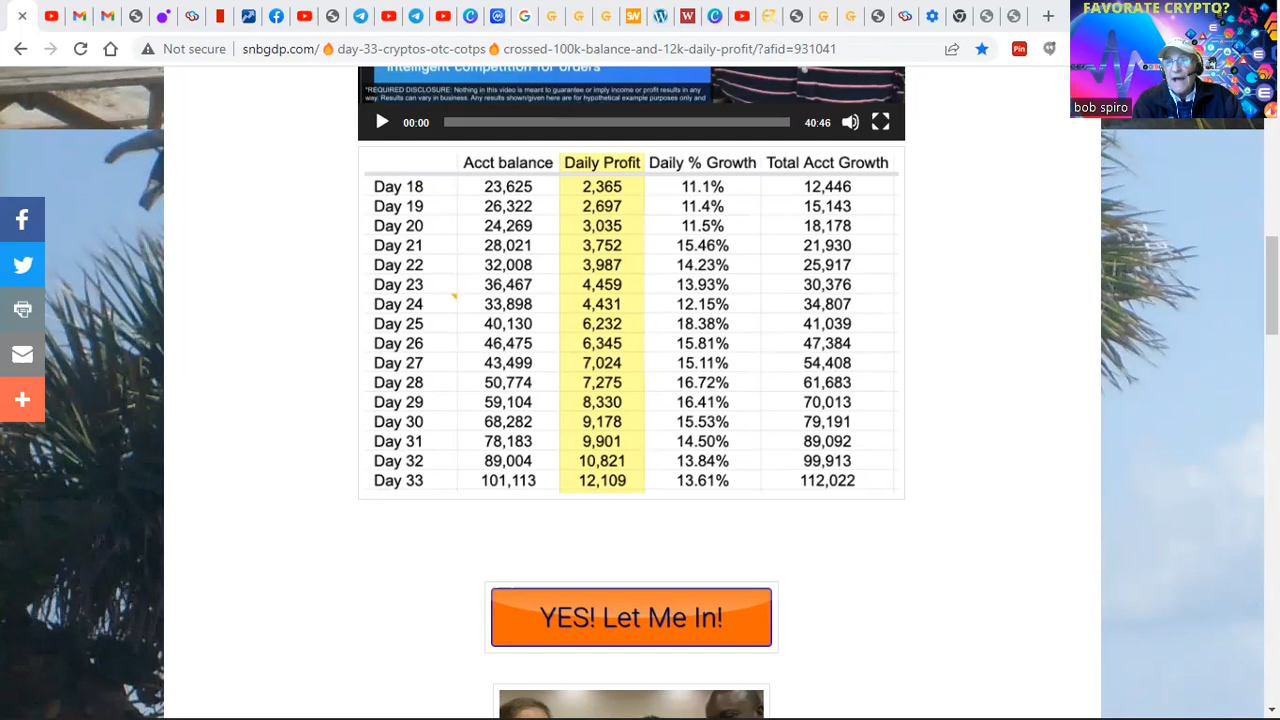 FAVORATE CRYPTO?
bob spiro
Not secure
snbgdp.com/🔥day-33-cryptos-otc-cotps🔥crosed-100k-balance-and-12k-daily-profit/?afid=931041
Pin
intelligent competition for orders
*REQUIRED DISCLOSURE: Nothing in this video is meant to guarantee or imply income or profit results in any
way. Results can vary in business. Any results shown/given here are for hypothetical example purposes only and
00:00 40:46
Acct balance Daily Profit Daily % Growth Total Acct Growth
Day 18 23,625 2,365 11.1% 12,446
Day 19 26,322 2,697 11.4% 15,143
Day 20 24,269 3,035 11.5% 18,178
Day 21 28,021 3,752 15.46% 21,930
Day 22 32,008 3,987 14.23% 25,917
Day 23 36,467 4,459 13.93% 30,376
Day 24 33,898 4,431 12.15% 34,807
Day 25 40,130 6,232 18.38% 41,039
Day 26 46,475 6,345 15.81% 47,384
Day 27 43,499 7,024 15.11% 54,408
Day 28 50,774 7,275 16.72% 61,683
Day 29 59,104 8,330 16.41% 70,013
Day 30 68,282 9,178 15.53% 79,191
Day 31 78,183 9,901 14.50% 89,092
Day 32 89,004 10,821 13.84% 99,913
Day 33 101,113 12,109 13.61% 112,022
YES! Let Me In!